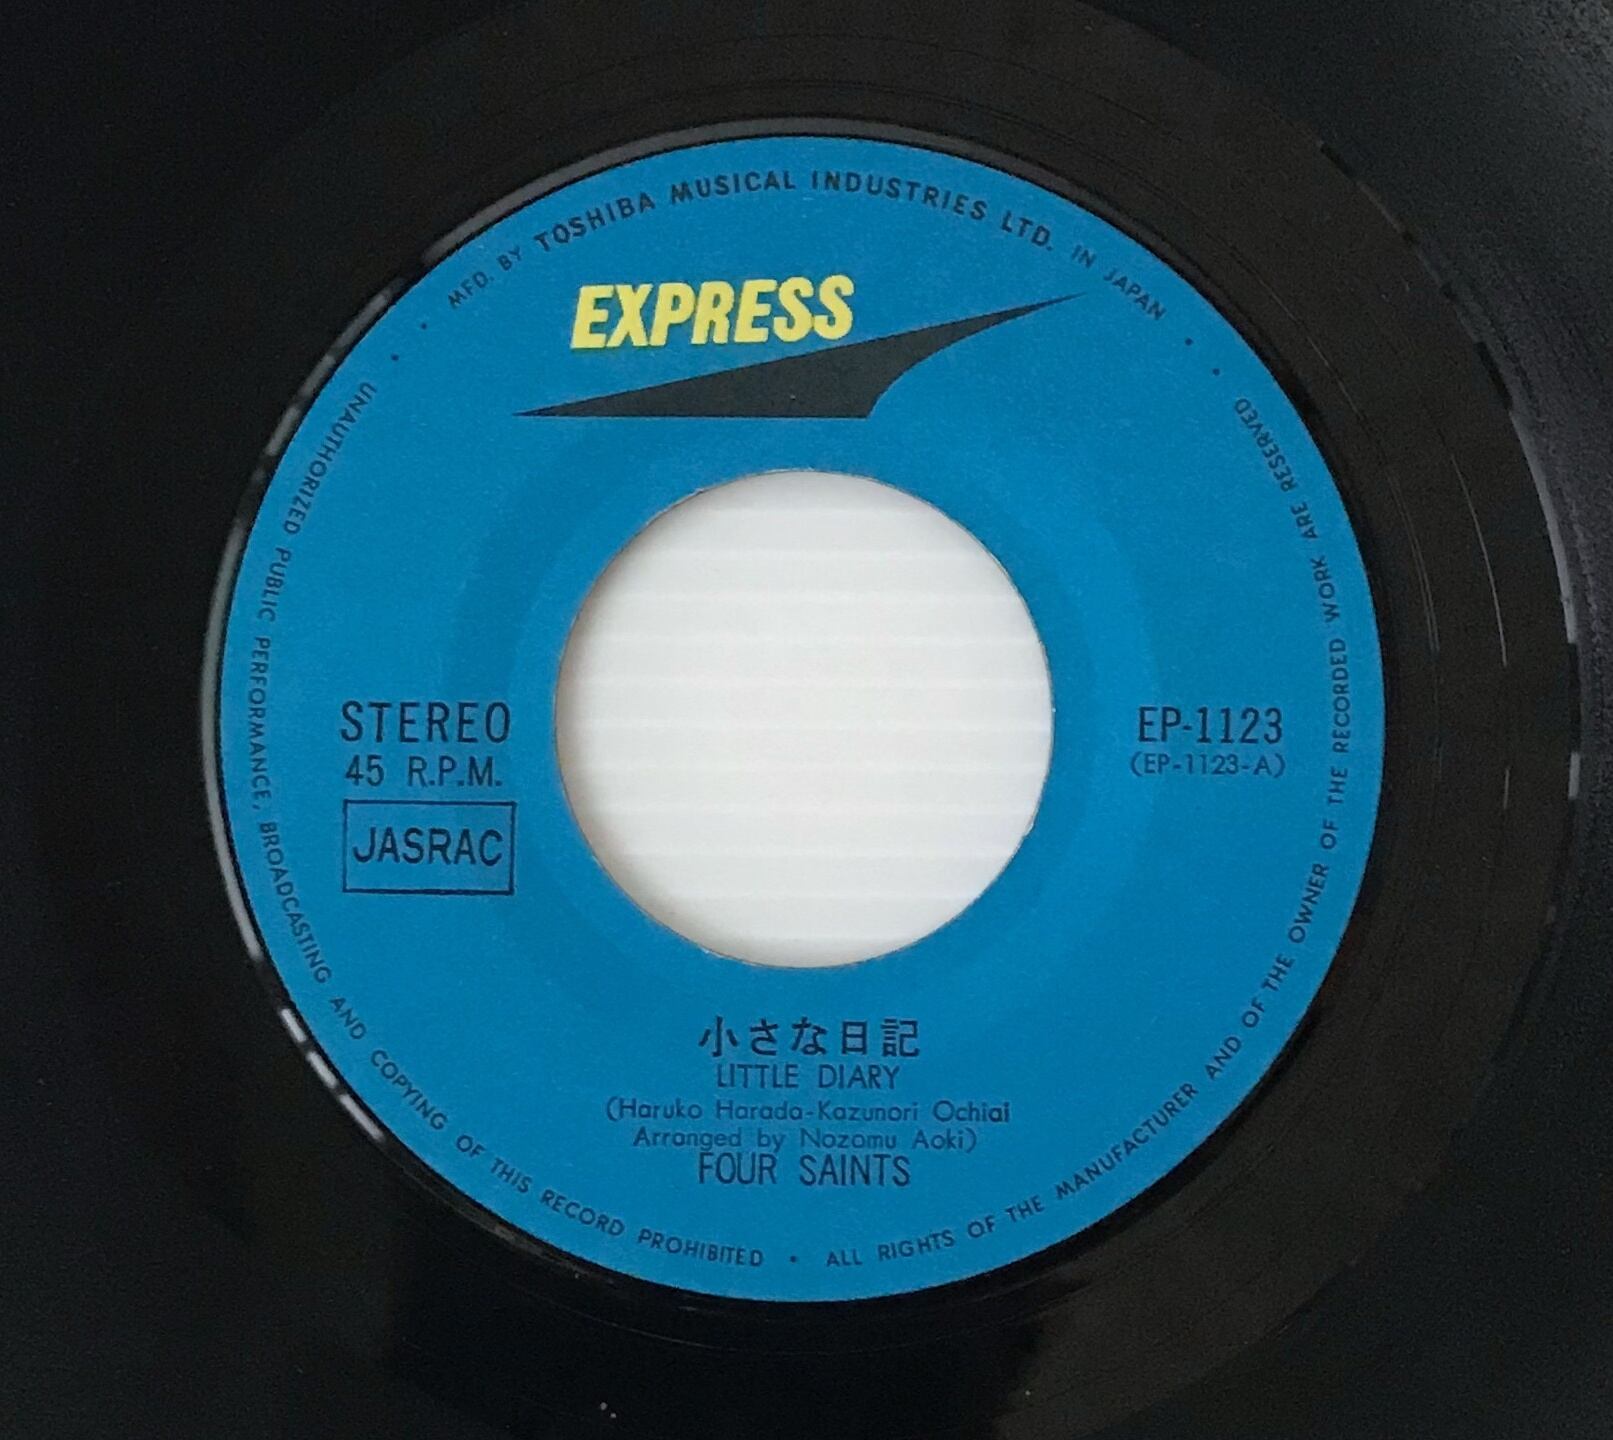 MFD. BY TOSHIBA MUSICAL INDUSTRIES LTD. IN JAPAN
EXPRESS
STEREO
45 R.P.M.
JASRAC
EP-1123
(EP-1123-A)
小さな日記
LITTLE DIARY
(Haruko Harada-Kazunori Ochiai
Arranged by Nozomu Aoki)
FOUR SAINTS
UNAUTHORIZED PUBLIC PERFORMANCE, BROADCASTING AND COPYING OF THIS RECORD PROHIBITED • ALL RIGHTS OF THE MANUFACTURER AND OF THE OWNER OF THE RECORDED WORK ARE RESERVED